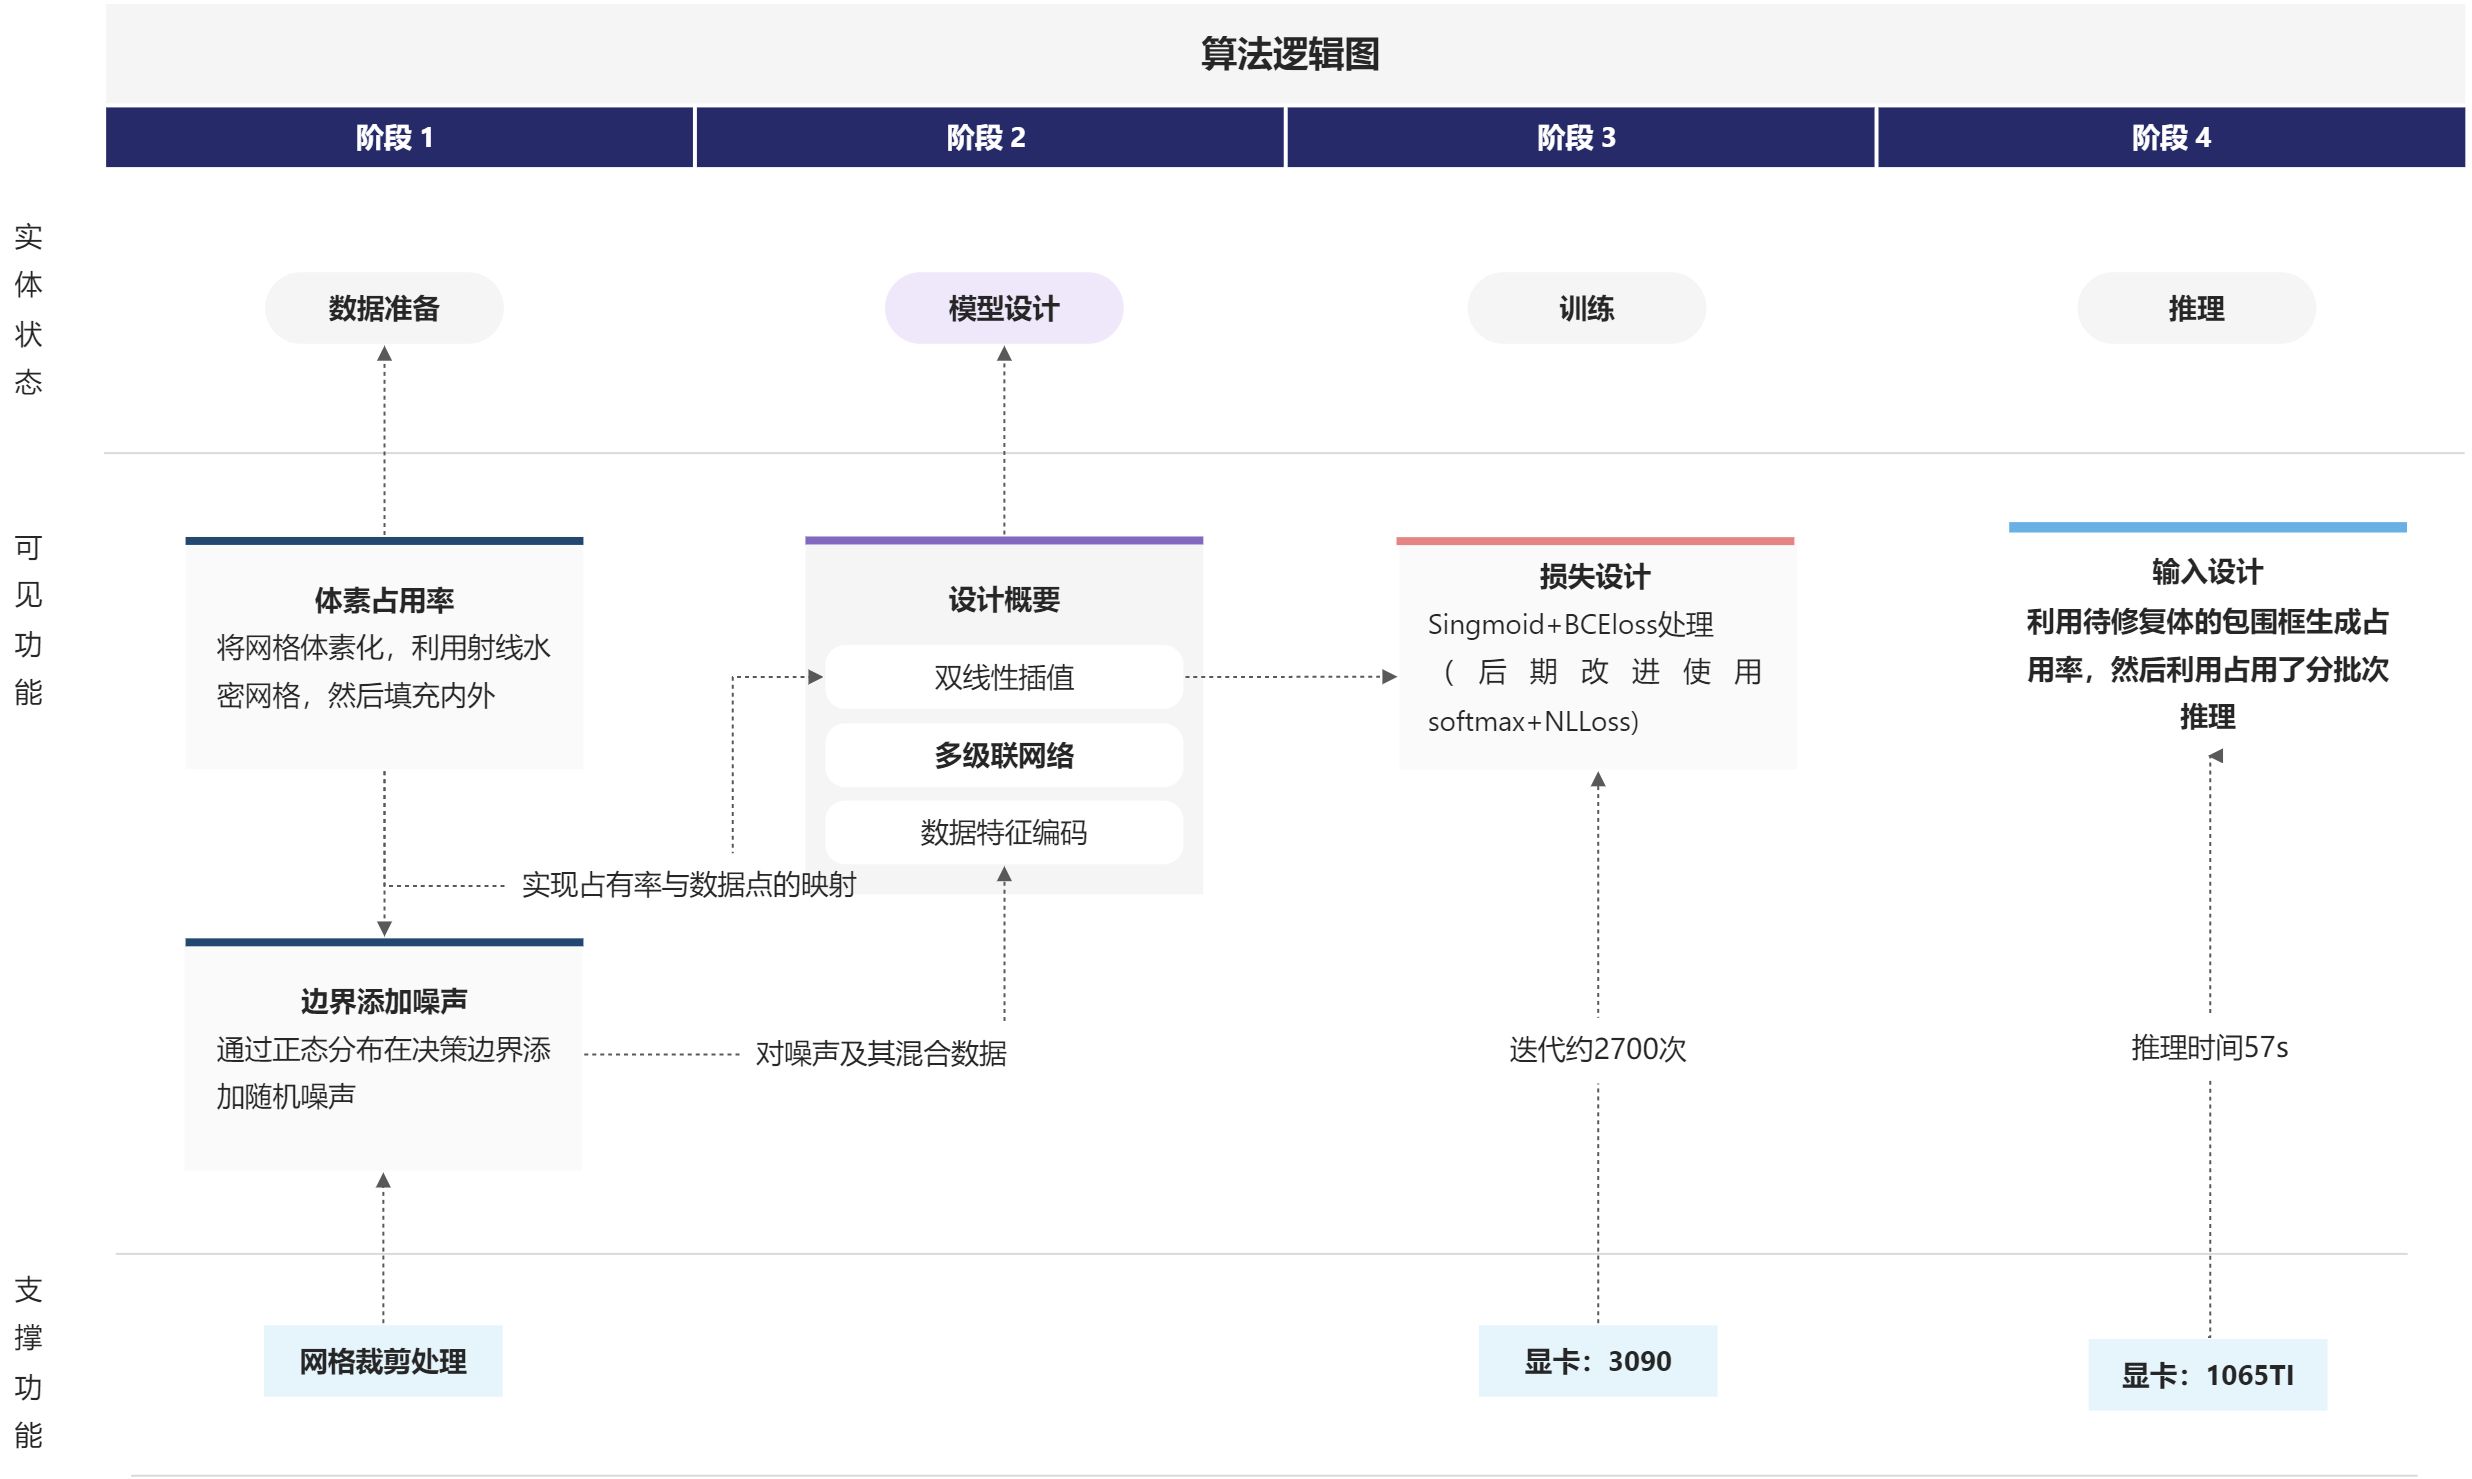 算法逻辑图
阶段 1
阶段 2
阶段 3
阶段 4
实体状态
数据准备
模型设计
训练
推理
可见功能
体素占用率
将网格体素化，利用射线水
密网格，然后填充内外
设计概要
双线性插值
多级联网络
数据特征编码
损失设计
Singmoid+BCEloss处理
（后期改进使用
softmax+NLLoss)
输入设计
利用待修复体的包围框生成占
用率，然后利用占用了分批次
推理
实现占有率与数据点的映射
边界添加噪声
通过正态分布在决策边界添
加随机噪声
对噪声及其混合数据
迭代约2700次
推理时间57s
支撑功能
网格裁剪处理
显卡：3090
显卡：1065TI